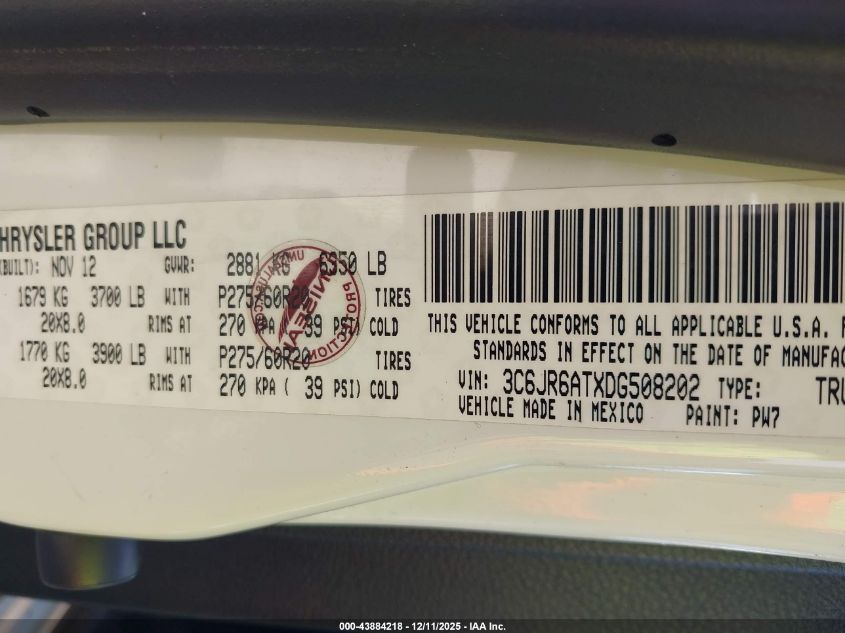 HRYSLER GROUP LLC
(BUILT): NOV 12 GVWR: 2881 KG 6350 LB
1679 KG 3700 LB WITH P275/60R20 TIRES
20X8.0 RIMS AT 270 KPA ( 39 PSI) COLD
1770 KG 3900 LB WITH P275/60R20 TIRES
20X8.0 RIMS AT 270 KPA ( 39 PSI) COLD
PROTECTION
THIS VEHICLE CONFORMS TO ALL APPLICABLE U.S.A. F
STANDARDS IN EFFECT ON THE DATE OF MANUFAC
VIN: 3C6JR6ATXDG508202 TYPE: TRU
VEHICLE MADE IN MEXICO PAINT: PW7
000-43884218 - 12/11/2025 - IAA Inc.